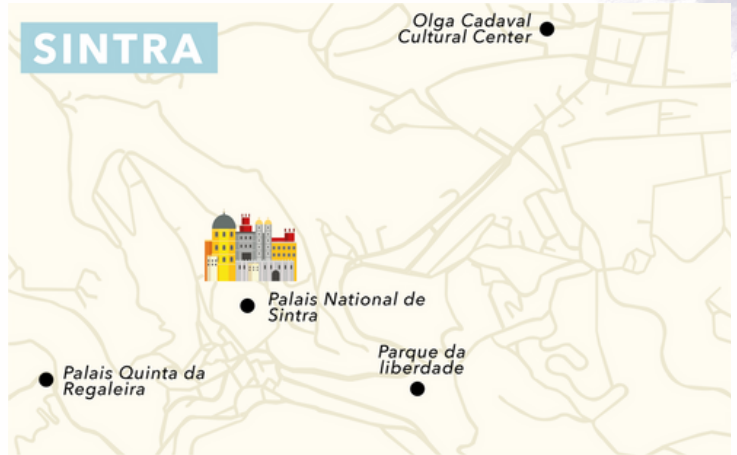 SINTRA
Olga Cadaval
Cultural Center
Palais National de
Sintra
Parque da
liberdade
Palais Quinta da
Regaleira